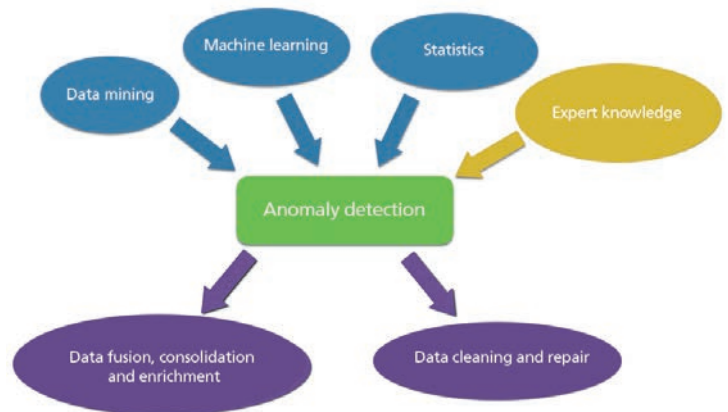 Machine learning
Statistics
Data mining
Expert knowledge
Anomaly detection
Data fusion, consolidation
and enrichment
Data cleaning and repair